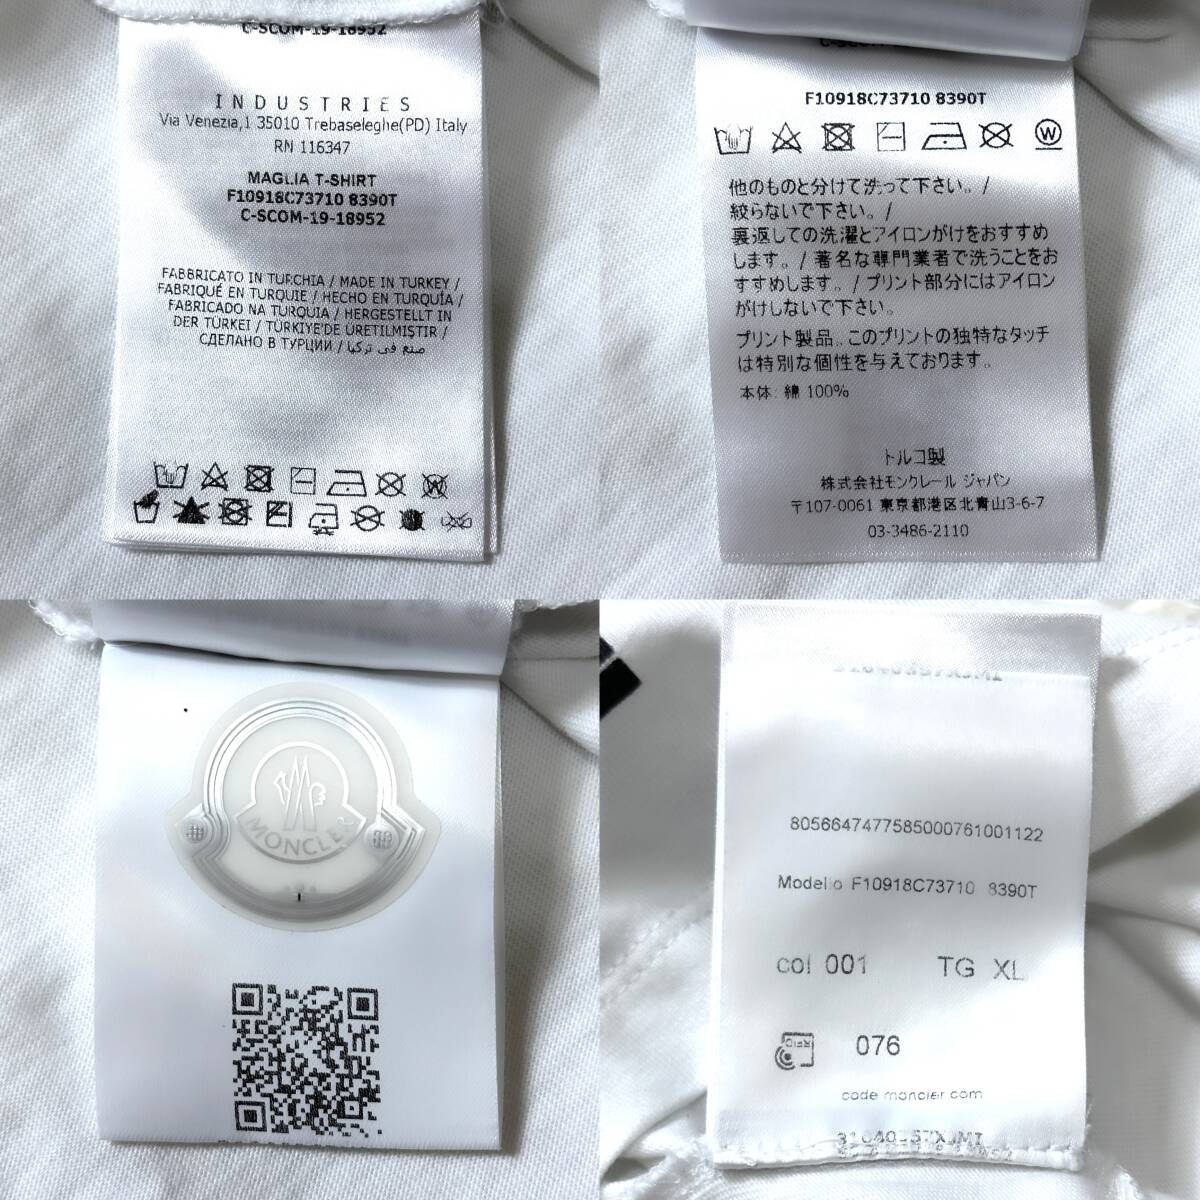 C-SCOM-19-18952
INDUSTRIES
Via Venezia,1 35010 Trebaseleghe(PD) Italy
RN 116347
MAGLIA T-SHIRT
F10918C73710 8390T
C-SCOM-19-18952
FABBRICATO IN TURCHIA / MADE IN TURKEY /
FABRIQUÉ EN TURQUIE / HECHO EN TURQUÍA /
FABRICADO NA TURQUIA / HERGESTELLT IN
DER TÜRKEI / TÜRKİYE'DE ÜRETILMIŞTIR /
СДЕЛАНО В ТУРЦИИ / صنع في تركيا
F10918C73710 8390T
W
他のものと分けて洗って下さい。/
絞らないで下さい。/
裏返しての洗濯とアイロンがけをおすすめ
します。/ 著名な専門業者で洗うことをお
すすめします。/ プリント部分にはアイロン
がけしないで下さい。
プリント製品。このプリントの独特なタッチ
は特別な個性を与えております。
本体: 綿 100%
トルコ製
株式会社モンクレール ジャパン
〒107-0061 東京都港区北青山3-6-7
03-3486-2110
MONCLER
8056647477585000761001122
Modello F10918C73710 8390T
col 001 TG XL
RFID 076
code moncler com